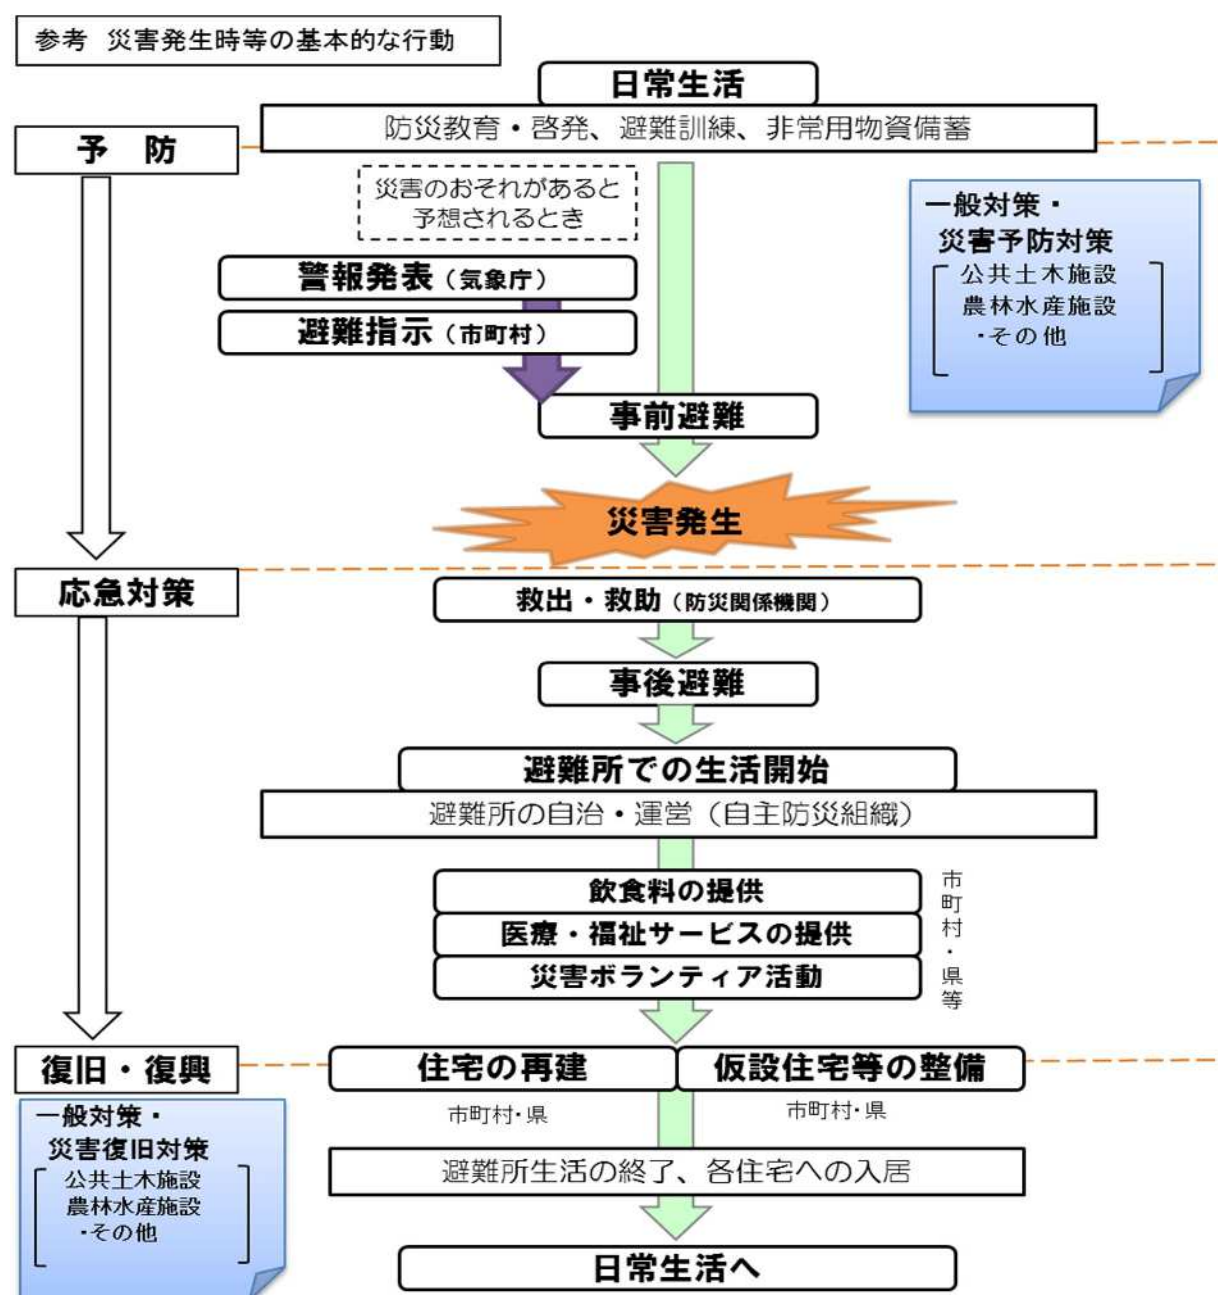 参考 災害発生時等の基本的な行動
日常生活
防災教育・啓発、避難訓練、非常用物資備蓄
予 防
災害のおそれがあると
予想されるとき
一般対策・
災害予防対策
公共土木施設
農林水産施設
・その他
警報発表（気象庁）
避難指示（市町村）
事前避難
災害発生
応急対策
救出・救助（防災関係機関）
事後避難
避難所での生活開始
避難所の自治・運営（自主防災組織）
飲食料の提供
医療・福祉サービスの提供
災害ボランティア活動
市町村・県等
復旧・復興
住宅の再建
仮設住宅等の整備
市町村・県
市町村・県
一般対策・
災害復旧対策
公共土木施設
農林水産施設
・その他
避難所生活の終了、各住宅への入居
日常生活へ